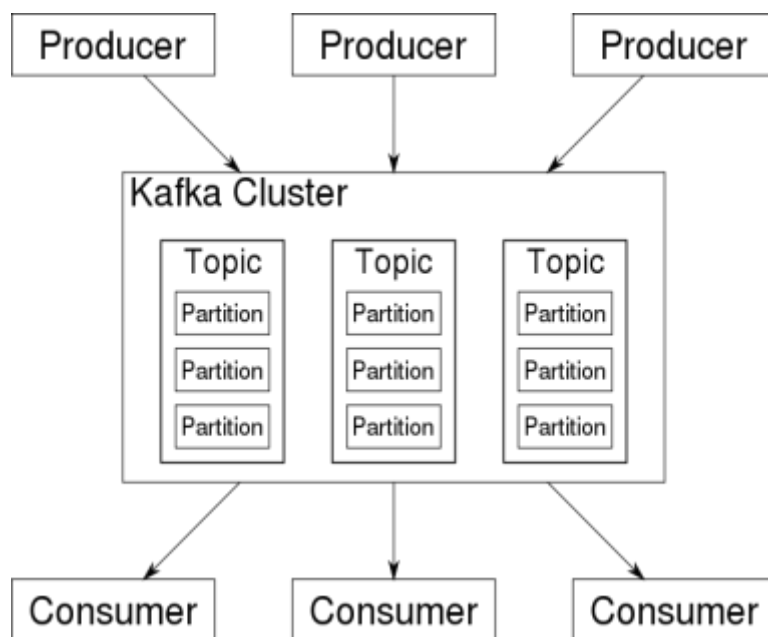 Producer Producer Producer
Kafka Cluster
Topic Topic Topic
Partition Partition Partition
Partition Partition Partition
Partition Partition Partition
Consumer Consumer Consumer